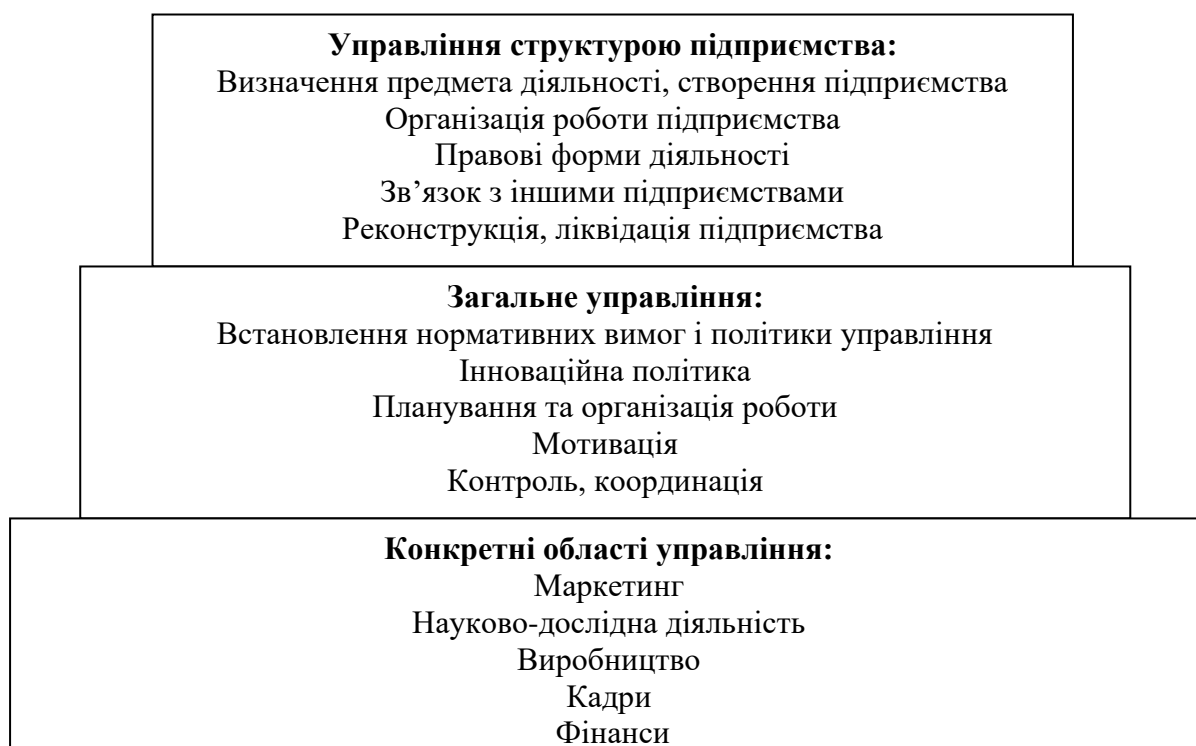 Управління структурою підприємства:
Визначення предмета діяльності, створення підприємства
Організація роботи підприємства
Правові форми діяльності
Зв’язок з іншими підприємствами
Реконструкція, ліквідація підприємства
Загальне управління:
Встановлення нормативних вимог і політики управління
Інноваційна політика
Планування та організація роботи
Мотивація
Контроль, координація
Конкретні області управління:
Маркетинг
Науково-дослідна діяльність
Виробництво
Кадри
Фінанси